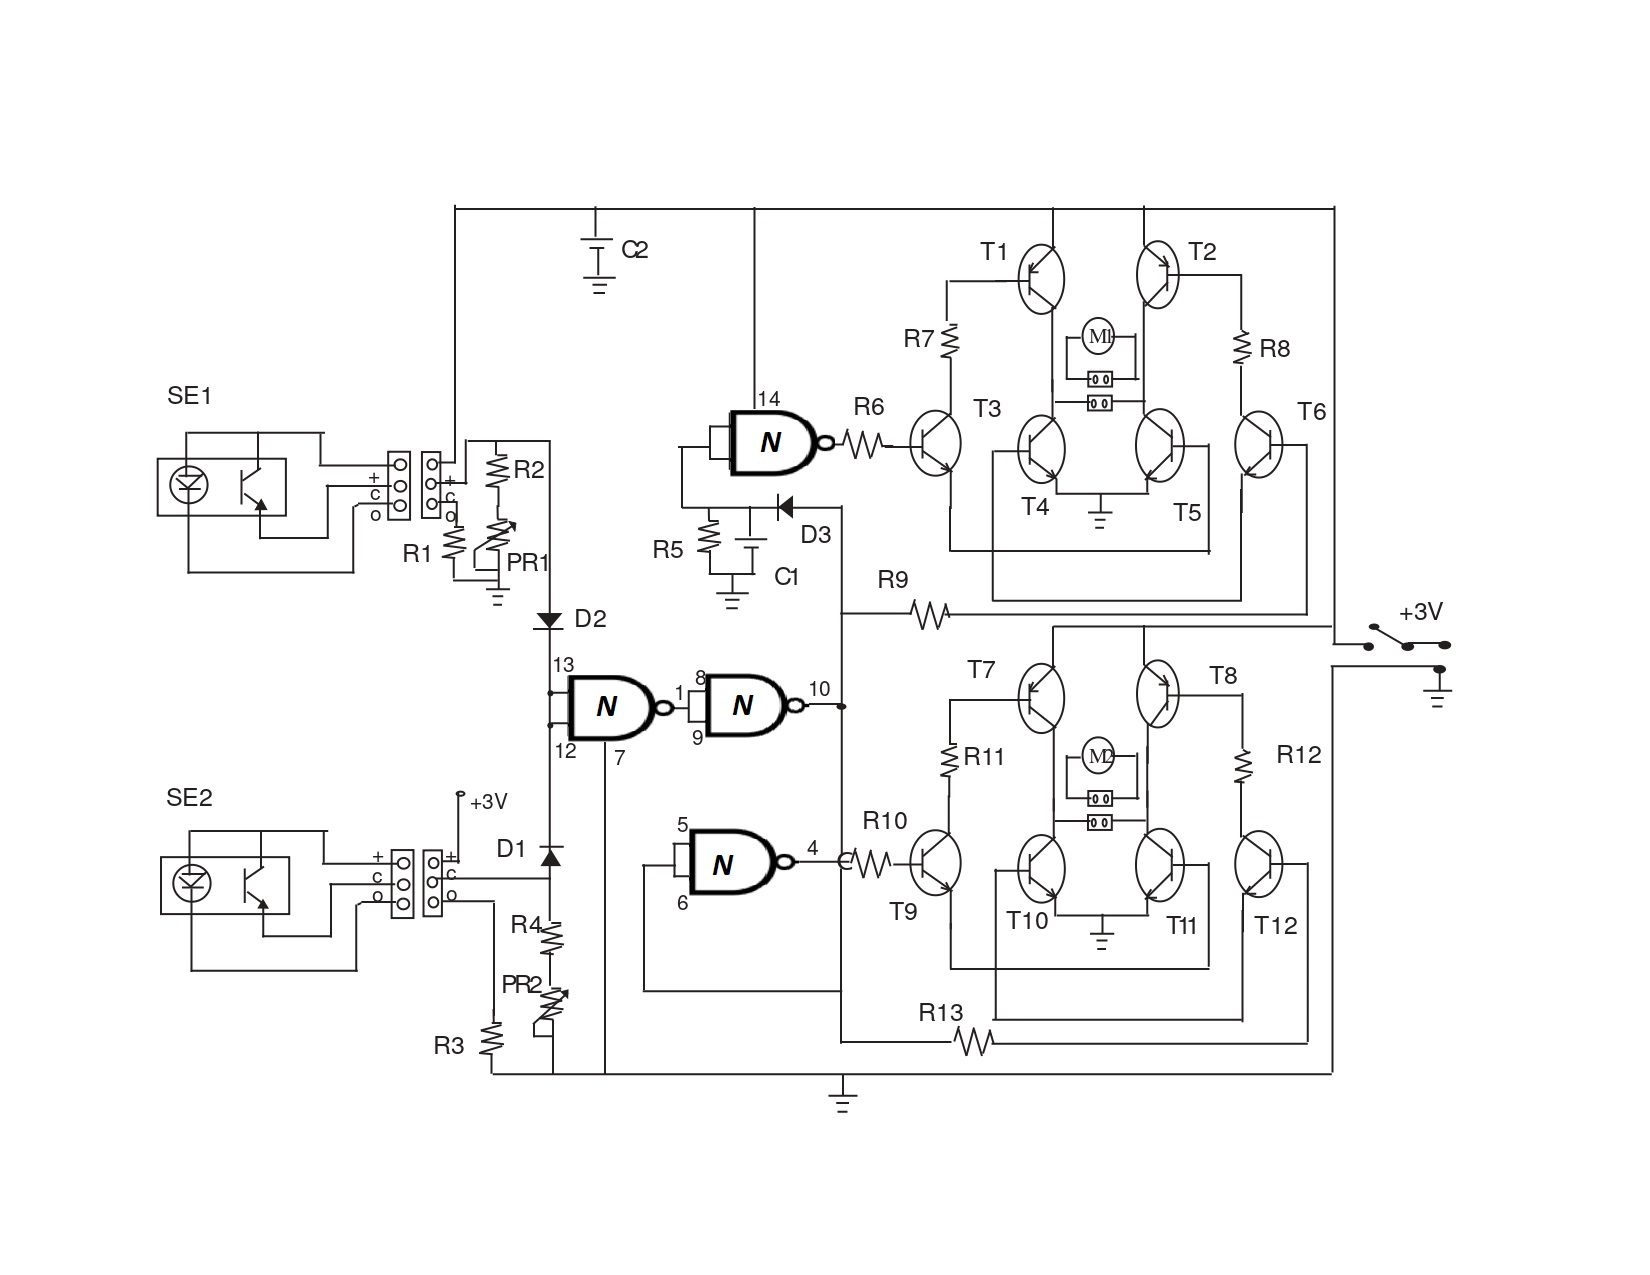 C2
T1
T2
M1
R7
R8
SE1
14
R6
T3
T6
N
+
c
o
+
c
o
R2
R1
PR1
T4
T5
R5
D3
C1
R9
+3V
D2
13
12
N
1
7
8
9
N
10
T7
T8
M2
R11
R12
SE2
+3V
+
c
o
+
c
o
D1
5
6
N
4
R10
T9
T10
T11
T12
R4
PR2
R3
R13